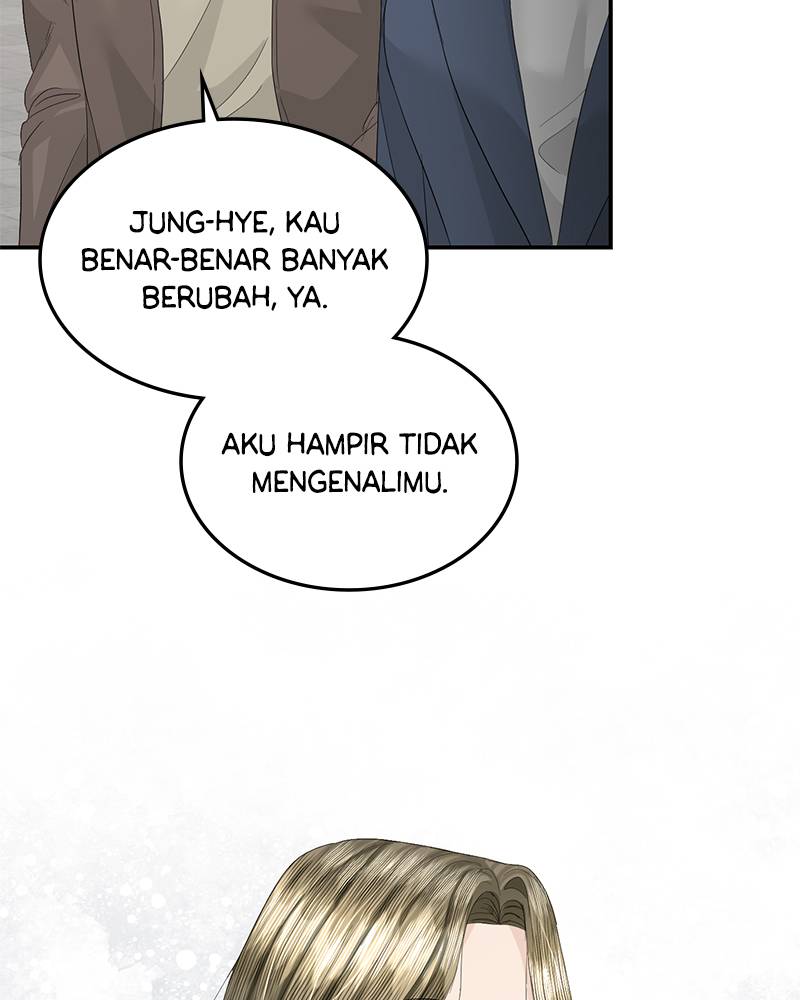 JUNG-HYE, KAU
BENAR-BENAR BANYAK
BERUBAH, YA.
AKU HAMPIR TIDAK
MENGENALIMU.